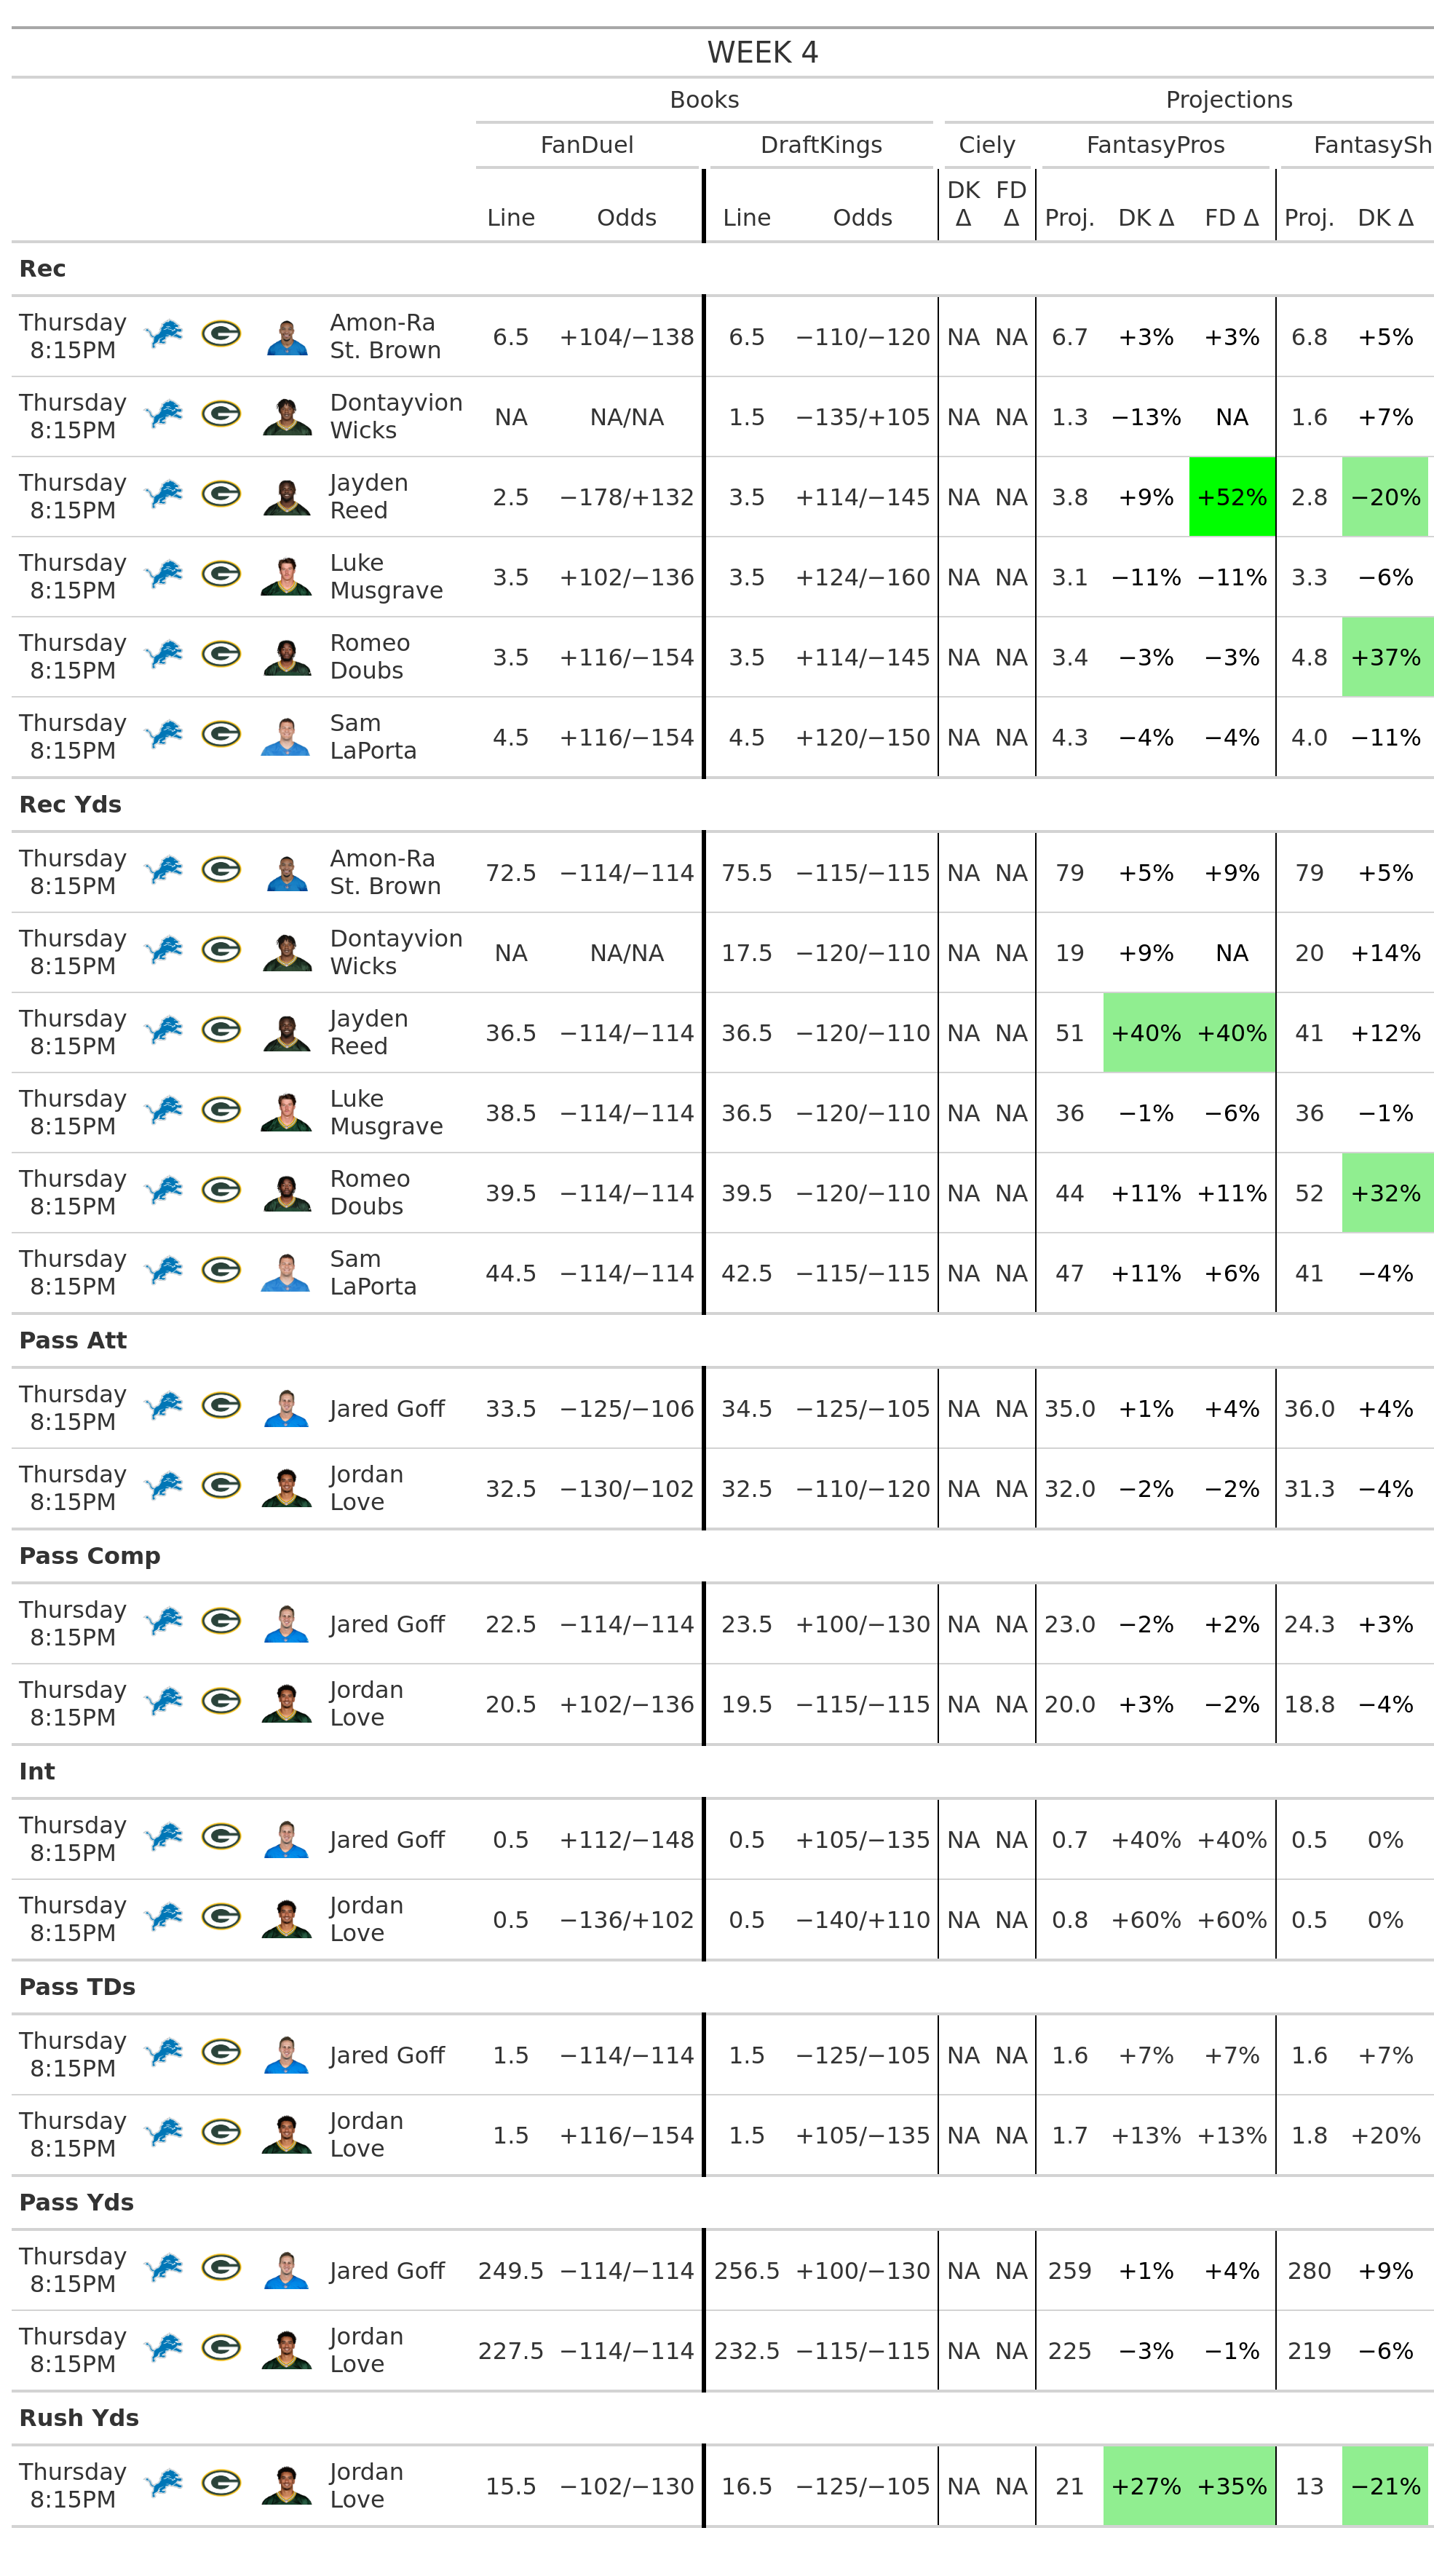 WEEK 4
Books Projections
FanDuel DraftKings Ciely FantasyPros FantasySh
DK FD
Line Odds Line Odds Δ Δ Proj. DK Δ FD Δ Proj. DK Δ
Rec
Thursday 8:15PM Amon-Ra St. Brown 6.5 +104/−138 6.5 −110/−120 NA NA 6.7 +3% +3% 6.8 +5%
Thursday 8:15PM Dontayvion Wicks NA NA/NA 1.5 −135/+105 NA NA 1.3 −13% NA 1.6 +7%
Thursday 8:15PM Jayden Reed 2.5 −178/+132 3.5 +114/−145 NA NA 3.8 +9% +52% 2.8 −20%
Thursday 8:15PM Luke Musgrave 3.5 +102/−136 3.5 +124/−160 NA NA 3.1 −11% −11% 3.3 −6%
Thursday 8:15PM Romeo Doubs 3.5 +116/−154 3.5 +114/−145 NA NA 3.4 −3% −3% 4.8 +37%
Thursday 8:15PM Sam LaPorta 4.5 +116/−154 4.5 +120/−150 NA NA 4.3 −4% −4% 4.0 −11%
Rec Yds
Thursday 8:15PM Amon-Ra St. Brown 72.5 −114/−114 75.5 −115/−115 NA NA 79 +5% +9% 79 +5%
Thursday 8:15PM Dontayvion Wicks NA NA/NA 17.5 −120/−110 NA NA 19 +9% NA 20 +14%
Thursday 8:15PM Jayden Reed 36.5 −114/−114 36.5 −120/−110 NA NA 51 +40% +40% 41 +12%
Thursday 8:15PM Luke Musgrave 38.5 −114/−114 36.5 −120/−110 NA NA 36 −1% −6% 36 −1%
Thursday 8:15PM Romeo Doubs 39.5 −114/−114 39.5 −120/−110 NA NA 44 +11% +11% 52 +32%
Thursday 8:15PM Sam LaPorta 44.5 −114/−114 42.5 −115/−115 NA NA 47 +11% +6% 41 −4%
Pass Att
Thursday 8:15PM Jared Goff 33.5 −125/−106 34.5 −125/−105 NA NA 35.0 +1% +4% 36.0 +4%
Thursday 8:15PM Jordan Love 32.5 −130/−102 32.5 −110/−120 NA NA 32.0 −2% −2% 31.3 −4%
Pass Comp
Thursday 8:15PM Jared Goff 22.5 −114/−114 23.5 +100/−130 NA NA 23.0 −2% +2% 24.3 +3%
Thursday 8:15PM Jordan Love 20.5 +102/−136 19.5 −115/−115 NA NA 20.0 +3% −2% 18.8 −4%
Int
Thursday 8:15PM Jared Goff 0.5 +112/−148 0.5 +105/−135 NA NA 0.7 +40% +40% 0.5 0%
Thursday 8:15PM Jordan Love 0.5 −136/+102 0.5 −140/+110 NA NA 0.8 +60% +60% 0.5 0%
Pass TDs
Thursday 8:15PM Jared Goff 1.5 −114/−114 1.5 −125/−105 NA NA 1.6 +7% +7% 1.6 +7%
Thursday 8:15PM Jordan Love 1.5 +116/−154 1.5 +105/−135 NA NA 1.7 +13% +13% 1.8 +20%
Pass Yds
Thursday 8:15PM Jared Goff 249.5 −114/−114 256.5 +100/−130 NA NA 259 +1% +4% 280 +9%
Thursday 8:15PM Jordan Love 227.5 −114/−114 232.5 −115/−115 NA NA 225 −3% −1% 219 −6%
Rush Yds
Thursday 8:15PM Jordan Love 15.5 −102/−130 16.5 −125/−105 NA NA 21 +27% +35% 13 −21%